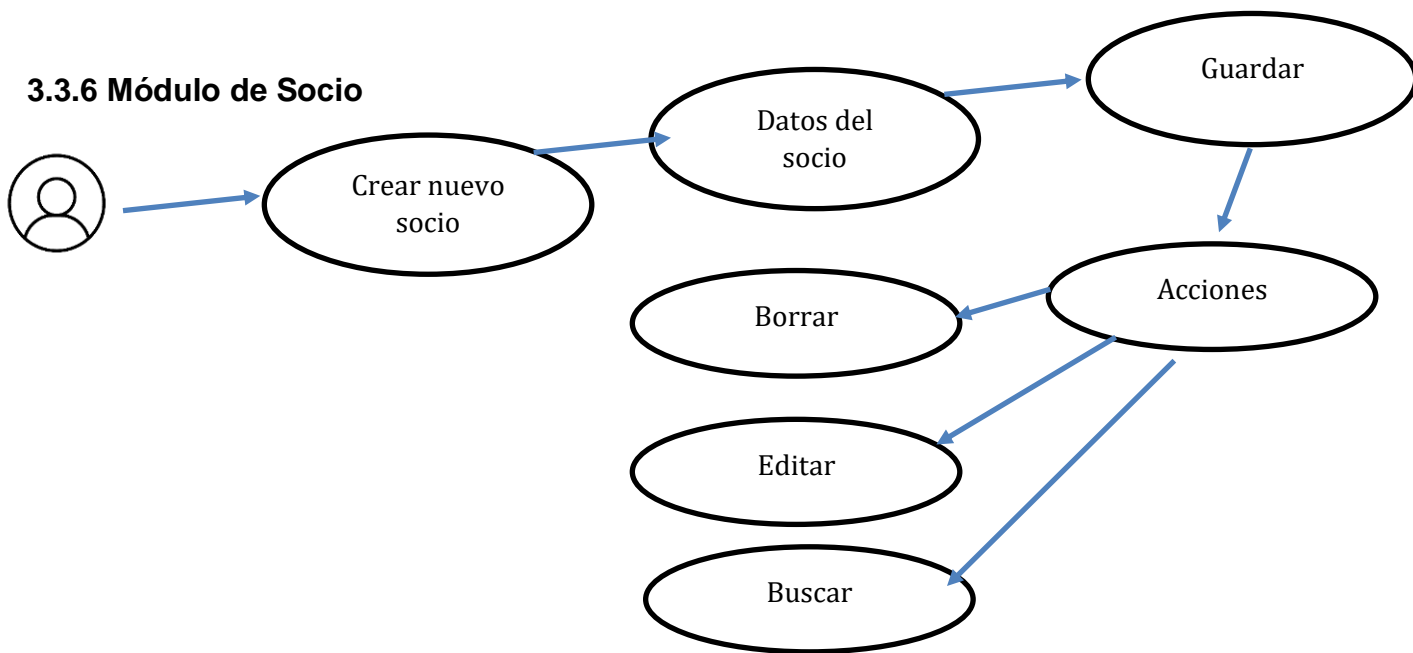 3.3.6 Módulo de Socio
Crear nuevo
socio
Datos del
socio
Guardar
Acciones
Borrar
Editar
Buscar